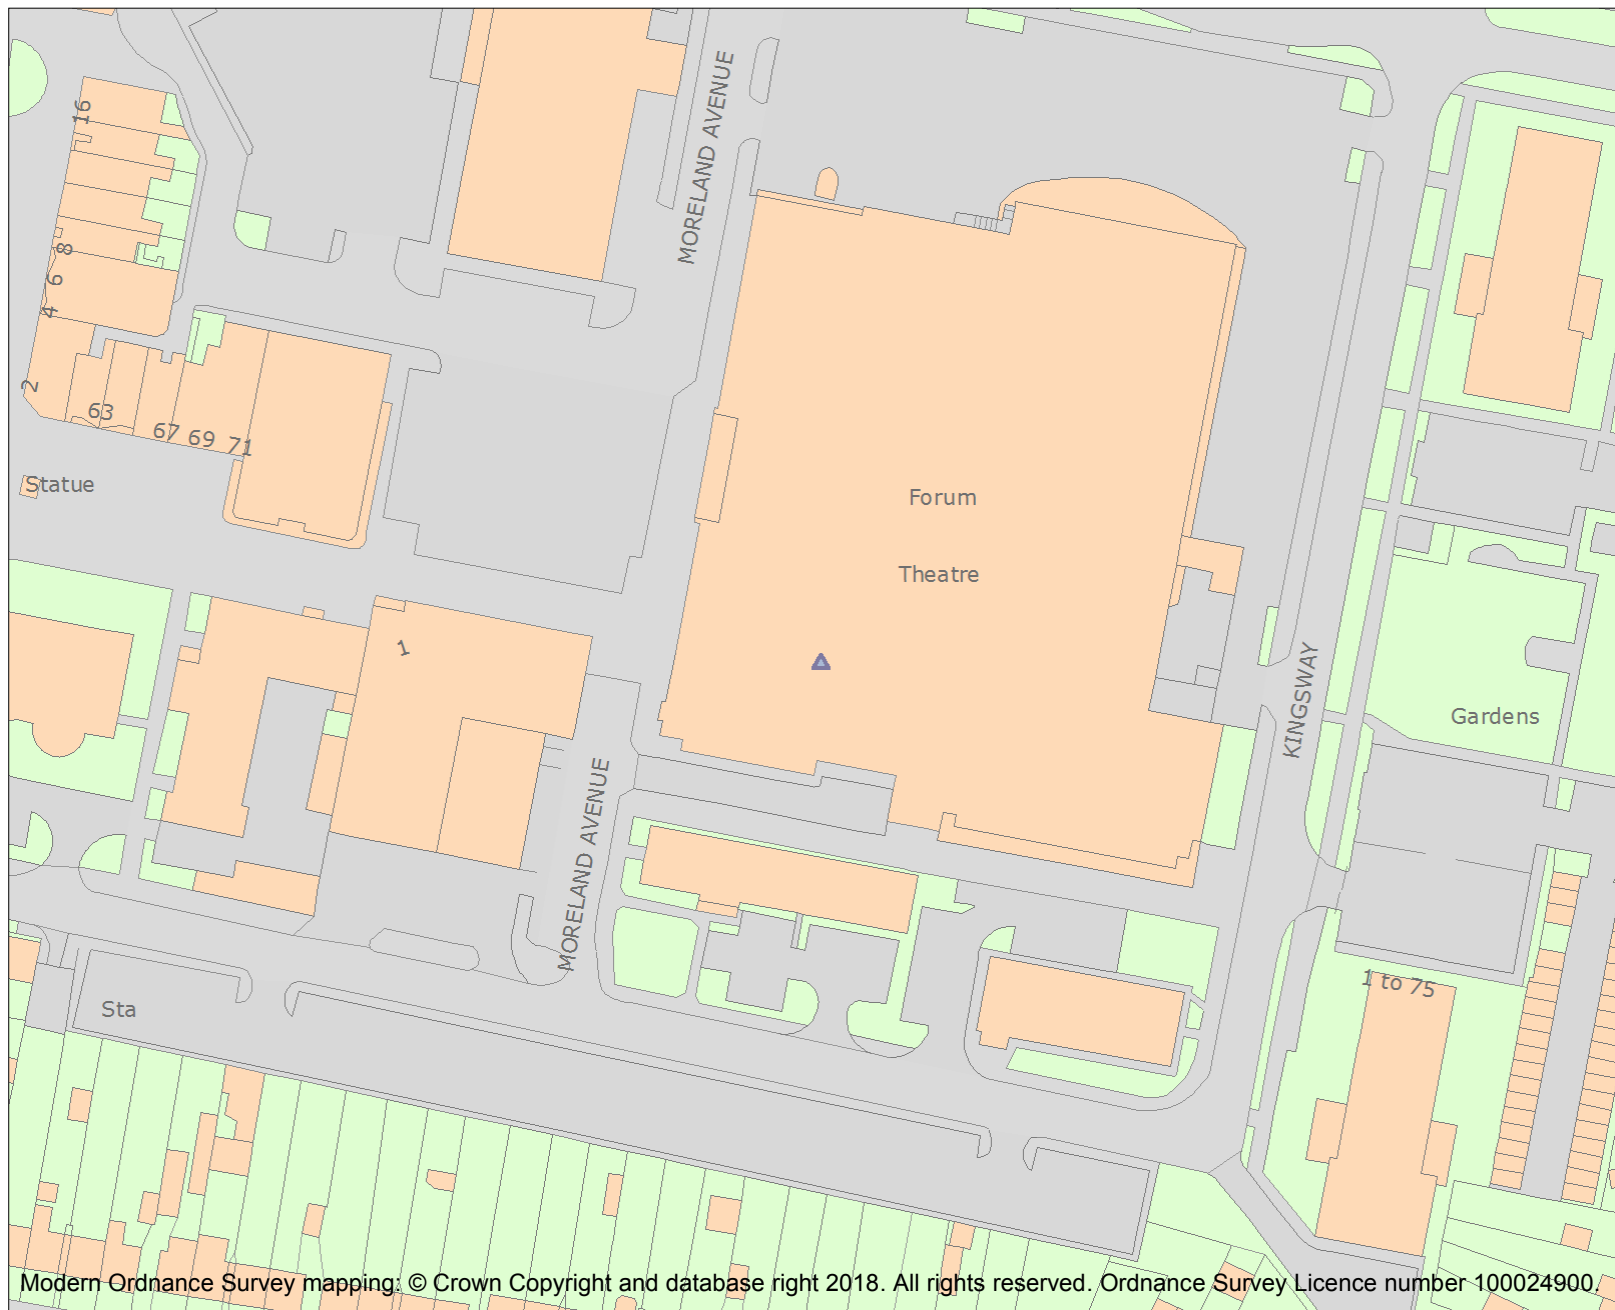 MORELAND AVENUE
16
8
6
4
2
63
67 69 71
Statue
Forum
Theatre
1
KINGSWAY
Gardens
MORELAND AVENUE
1 to 75
Sta
Modern Ordnance Survey mapping: © Crown Copyright and database right 2018. All rights reserved. Ordnance Survey Licence number 100024900.